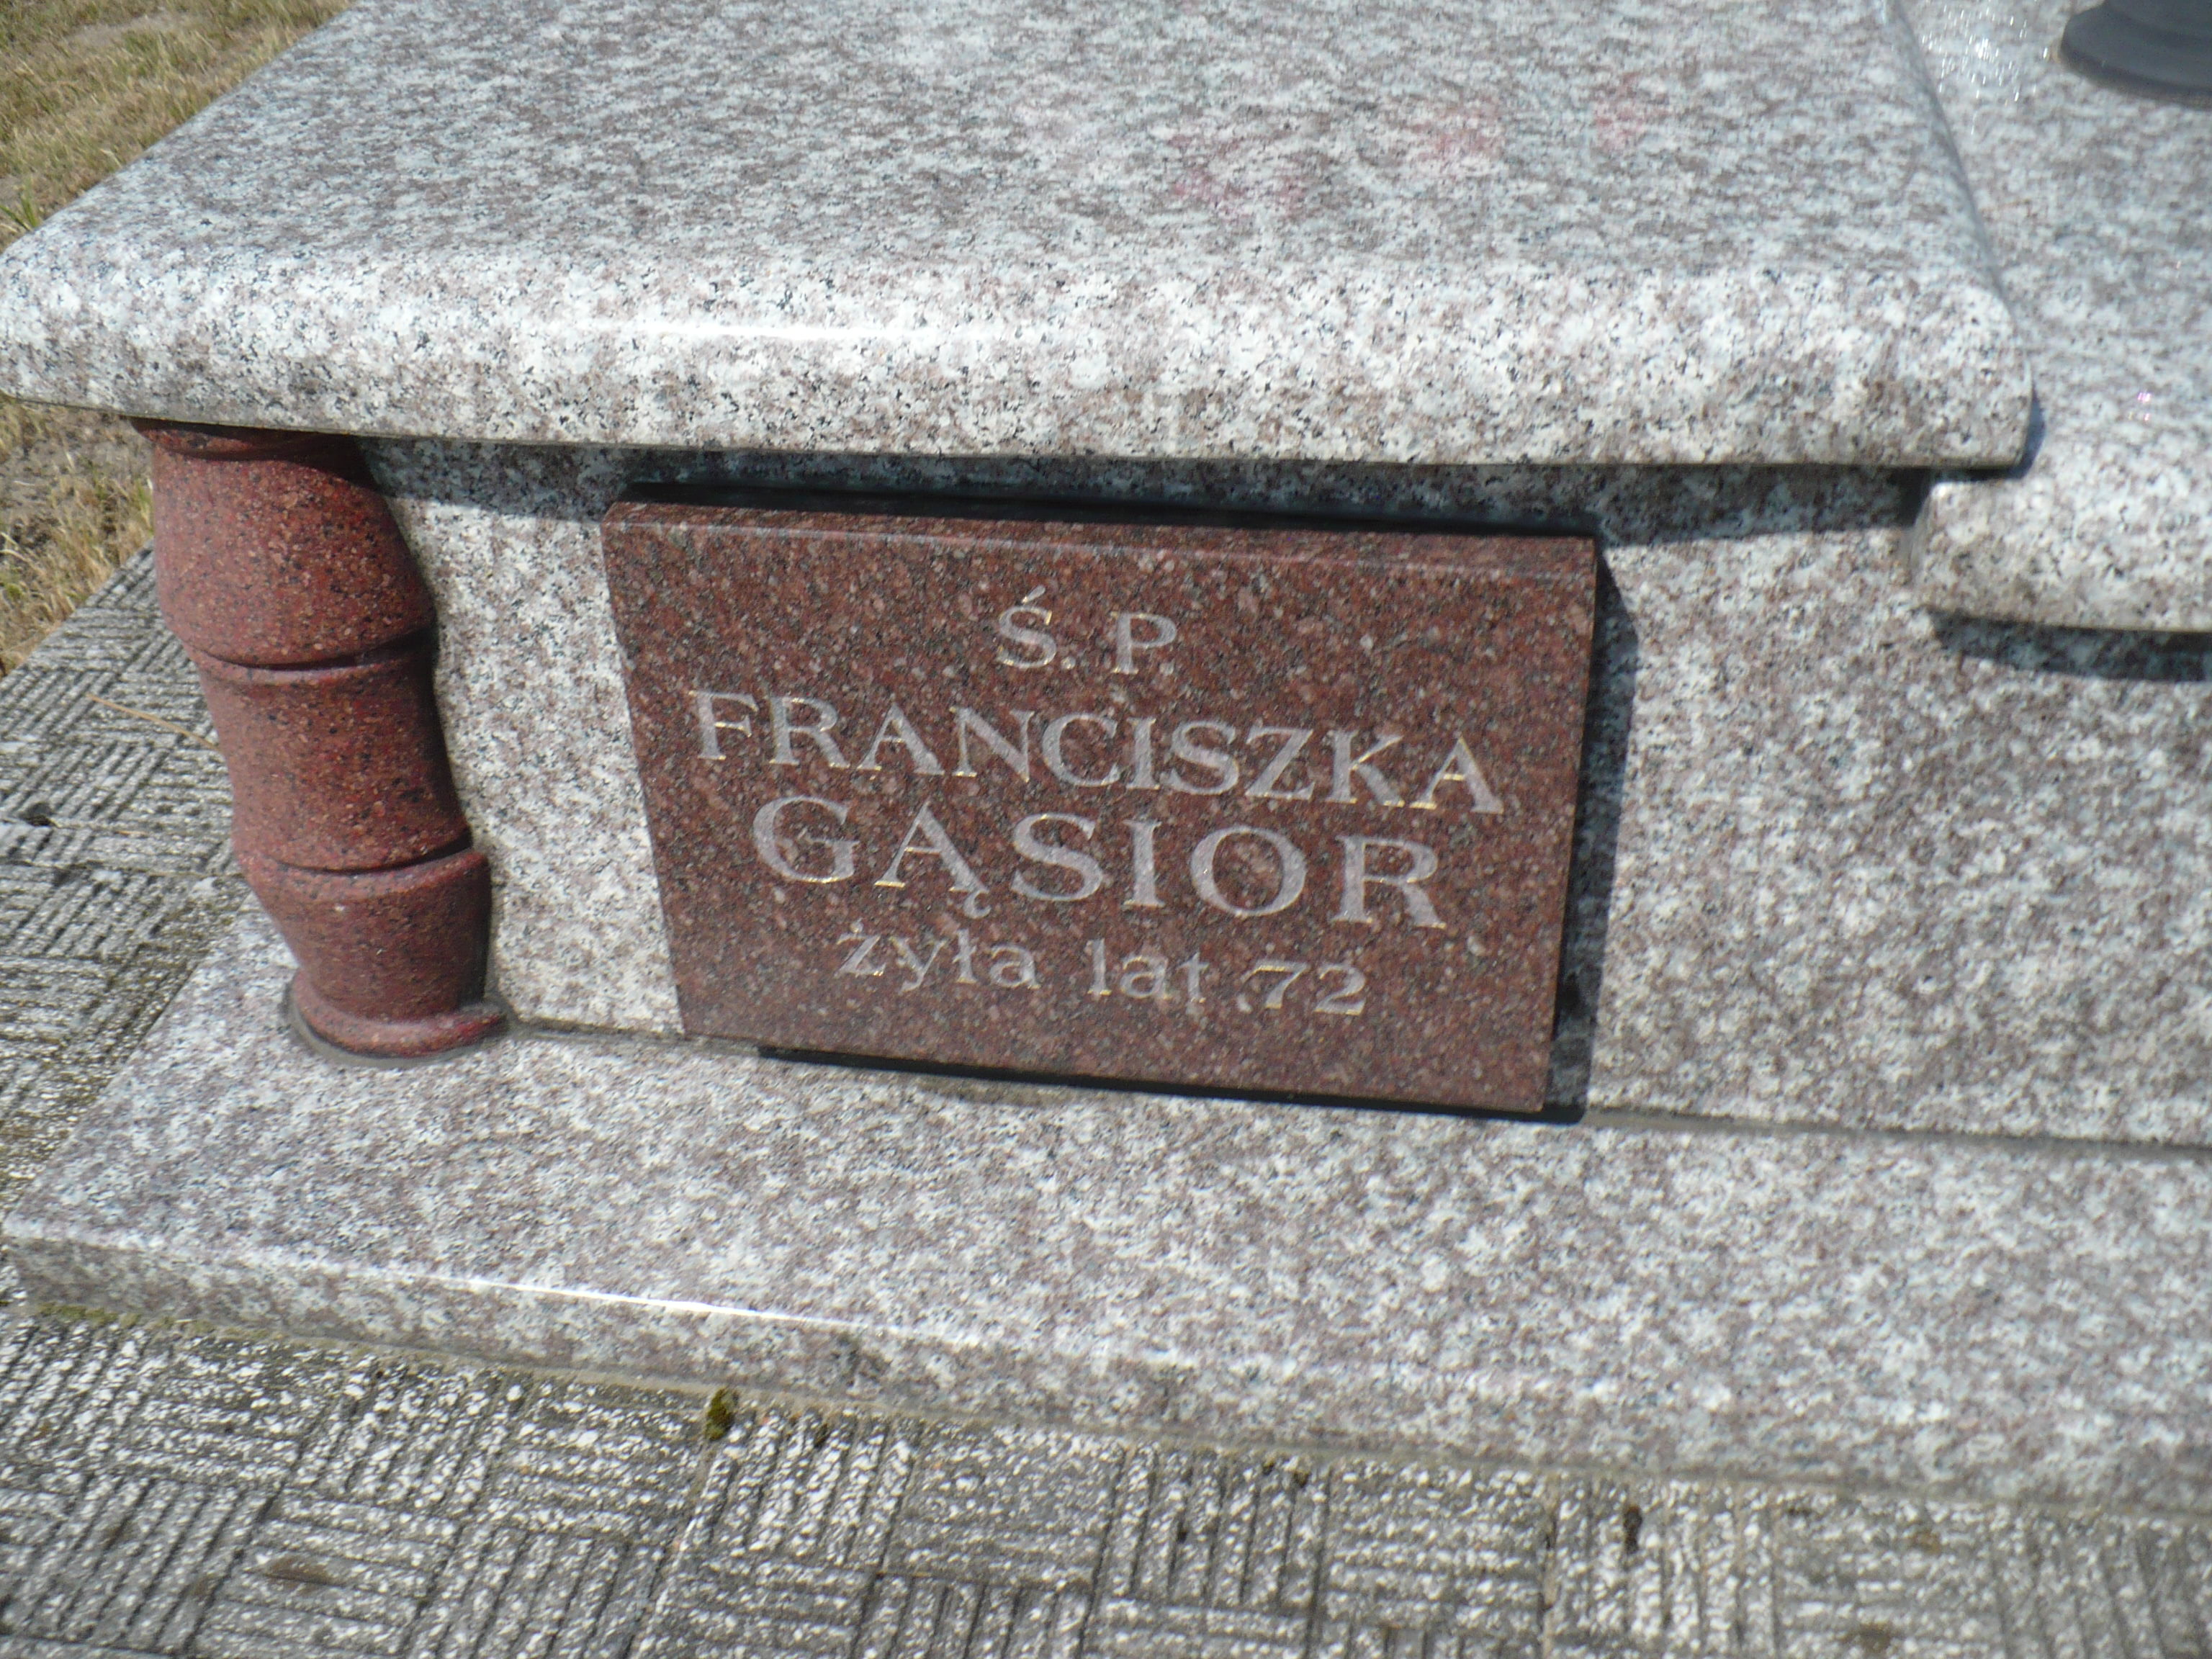 Ś. P.
FRANCISZKA
GĄSIOR
żyła lat 72